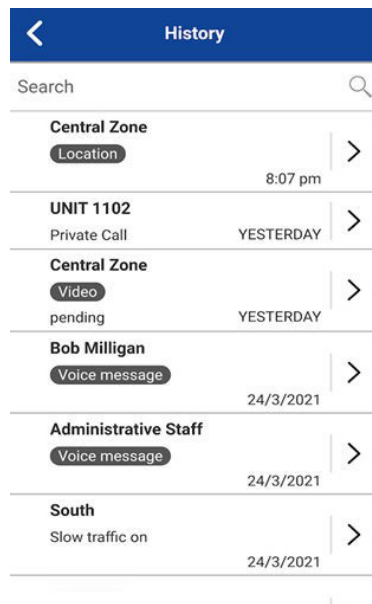 History
Search
Central Zone
Location
8:07 pm
UNIT 1102
Private Call YESTERDAY
Central Zone
Video
pending YESTERDAY
Bob Milligan
Voice message
24/3/2021
Administrative Staff
Voice message
24/3/2021
South
Slow traffic on
24/3/2021